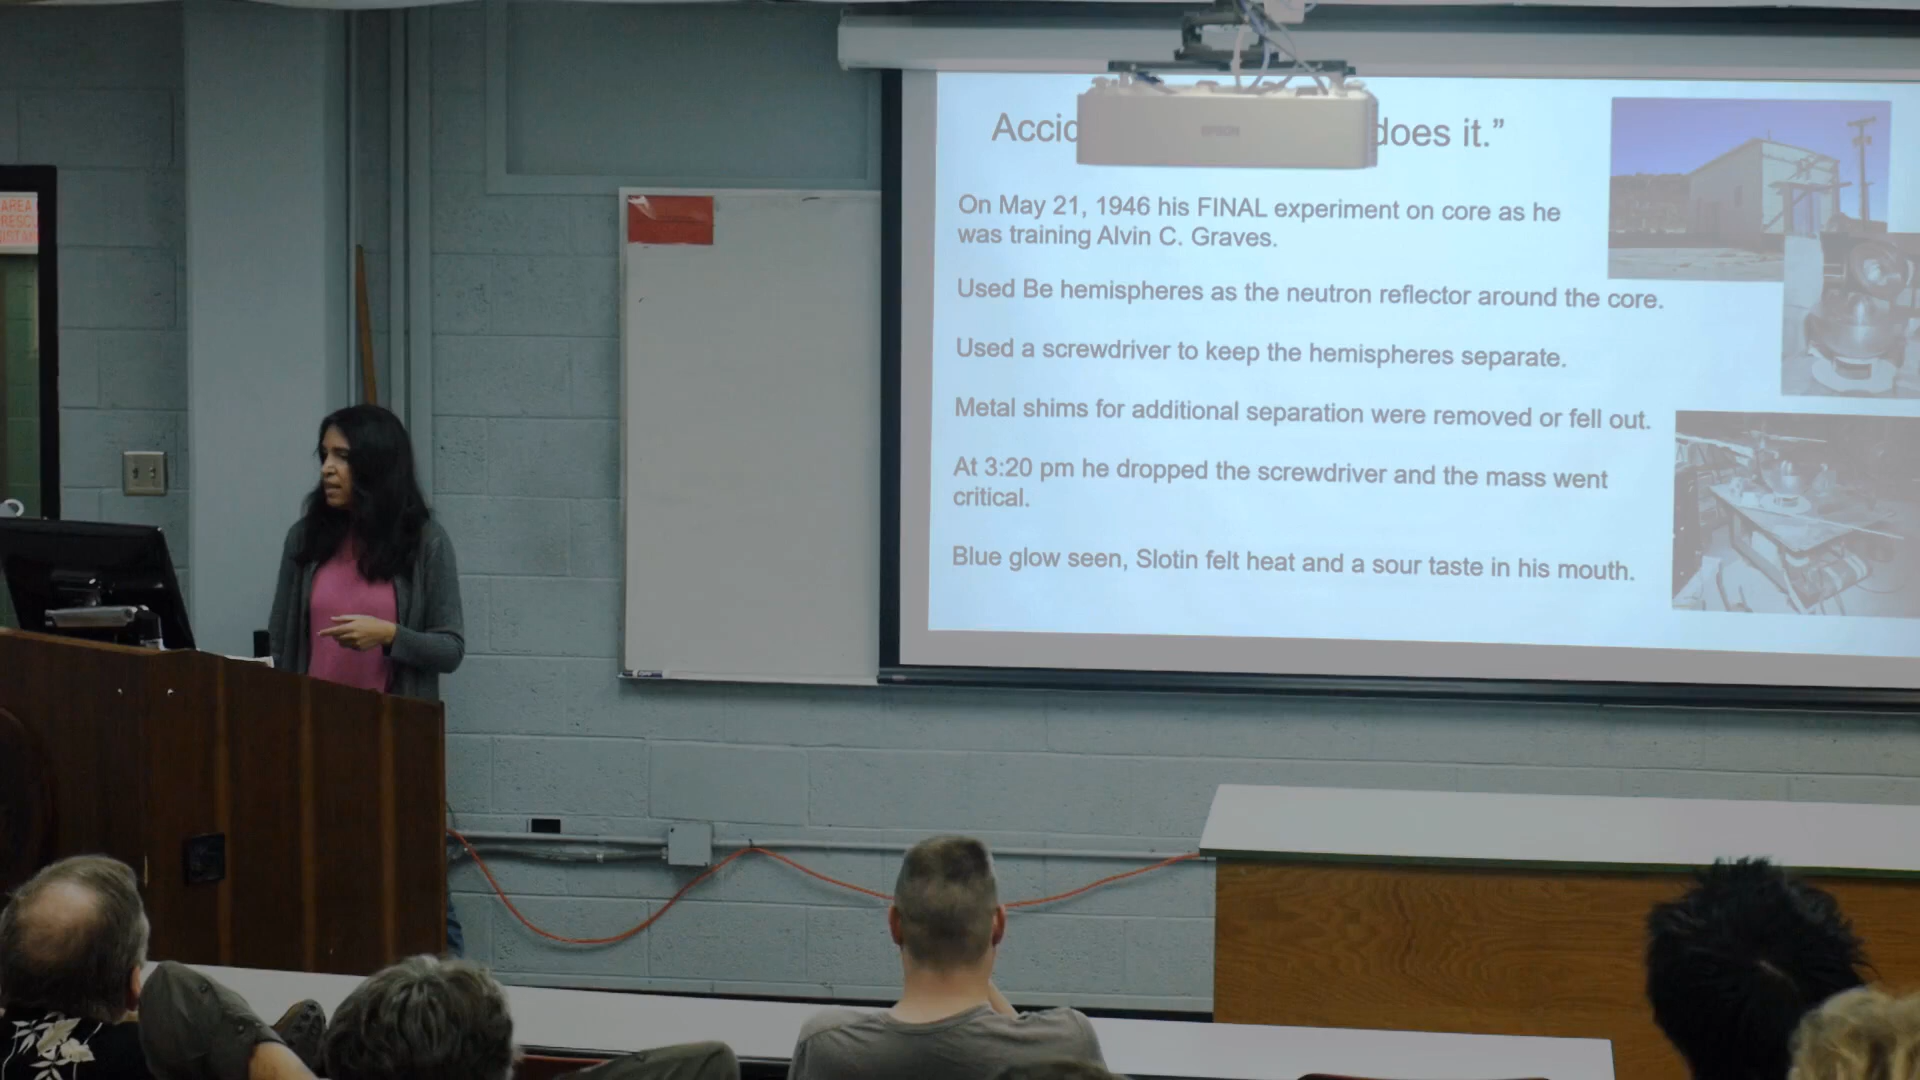 AREA
Accid
does it.”
EPSON
On May 21, 1946 his FINAL experiment on core as he
was training Alvin C. Graves.
Used Be hemispheres as the neutron reflector around the core.
Used a screwdriver to keep the hemispheres separate.
Metal shims for additional separation were removed or fell out.
At 3:20 pm he dropped the screwdriver and the mass went
critical.
Blue glow seen, Slotin felt heat and a sour taste in his mouth.